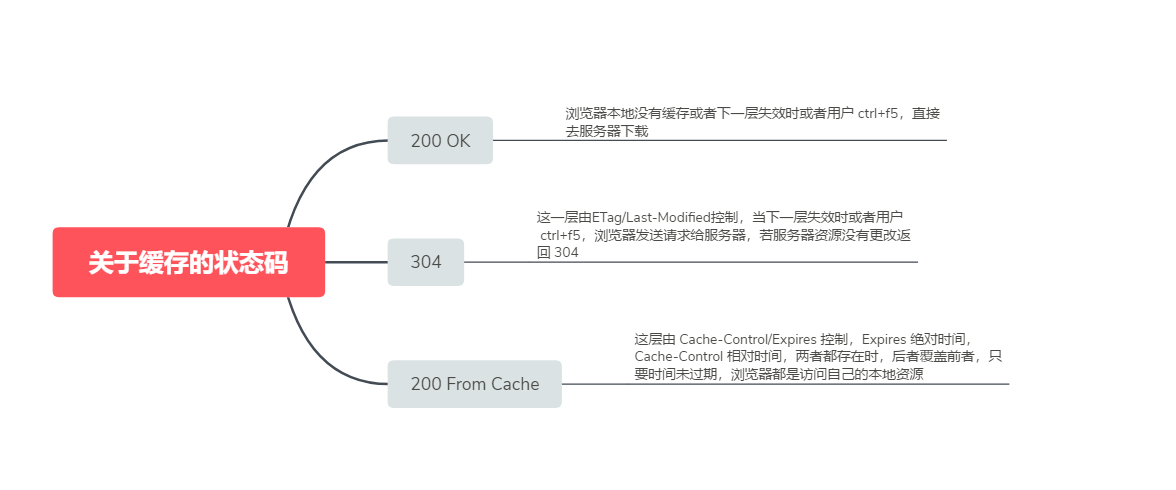 关于缓存的状态码
200 OK
浏览器本地没有缓存或者下一层失效时或者用户 ctrl+f5，直接
去服务器下载
304
这一层由ETag/Last-Modified控制，当下一层失效时或者用户
ctrl+f5，浏览器发送请求给服务器，若服务器资源没有更改返
回 304
200 From Cache
这层由 Cache-Control/Expires 控制，Expires 绝对时间，
Cache-Control 相对时间，两者都存在时，后者覆盖前者，只
要时间未过期，浏览器都是访问自己的本地资源